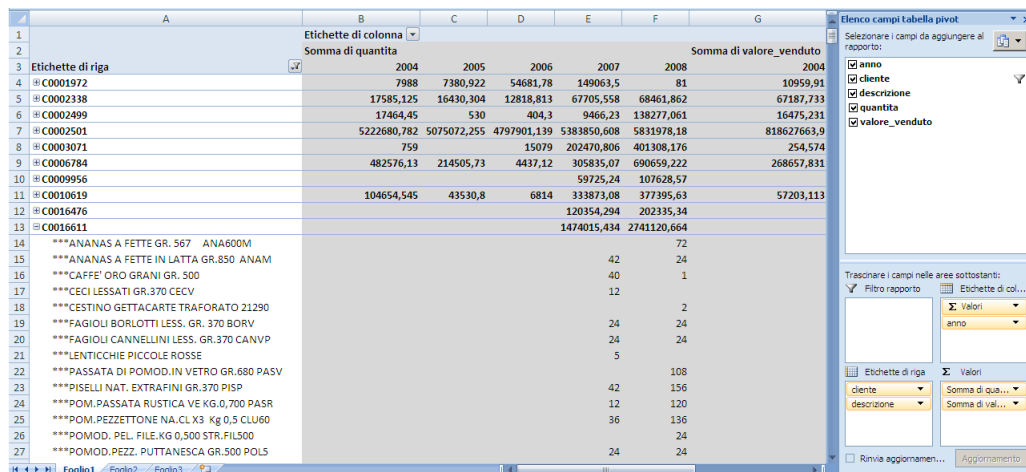 A B C D E F G
1 Etichette di colonna
2 Somma di quantita Somma di valore_venduto
3 Etichette di riga 2004 2005 2006 2007 2008 2004
4 C0001972 7988 7380,922 54681,78 149063,5 81 10959,91
5 C0002338 17585,125 16430,304 12818,813 67705,558 68461,862 67187,733
6 C0002499 17464,45 530 404,3 9466,23 138277,061 16475,231
7 C0002501 5222680,782 5075072,255 4797901,139 5383850,608 5831978,18 818627663,9
8 C0003071 759 15079 202470,806 401308,176 254,574
9 C0006784 482576,13 214505,73 4437,12 305835,07 690659,222 268657,831
10 C0009956 59725,24 107628,57
11 C0010619 104654,545 43530,8 6814 333873,08 377395,63 57203,113
12 C0016476 120354,294 202335,34
13 C0016611 1474015,434 2741120,664
14 ***ANANAS A FETTE GR. 567 ANA600M 72
15 ***ANANAS A FETTE IN LATTA GR.850 ANAM 42 24
16 ***CAFFE' ORO GRANI GR. 500 40 1
17 ***CECI LESSATI GR.370 CECV 12
18 ***CESTINO GETTACARTE TRAFORATO 21290 2
19 ***FAGIOLI BORLOTTI LESS. GR. 370 BORV 24 24
20 ***FAGIOLI CANNELLINI LESS. GR.370 CANVP 24 24
21 ***LENTICCHIE PICCOLE ROSSE 5
22 ***PASSATA DI POMOD.IN VETRO GR.680 PASV 108
23 ***PISELLI NAT. EXTRAFINI GR.370 PISP 42 156
24 ***POM.PASSATA RUSTICA VE KG.0,700 PASR 12 120
25 ***POM.PEZZETTONE NA.CL X3 Kg 0,5 CLU60 36 136
26 ***POMOD. PEL. FILE.KG 0,500 STR.FIL500 24
27 ***POMOD.PEZZ. PUTTANESCA GR.500 POL5 24 24
Foglio1 Foglio2 Foglio3
Elenco campi tabella pivot
Selezionare i campi da aggiungere al
rapporto:
anno
cliente
descrizione
quantita
valore_venduto
Trascinare i campi nelle aree sottostanti:
Filtro rapporto Etichette di col...
Σ Valori
anno
Etichette di riga Σ Valori
cliente Somma di qua...
descrizione Somma di val...
Rinvia aggiornamen... Aggiornamento